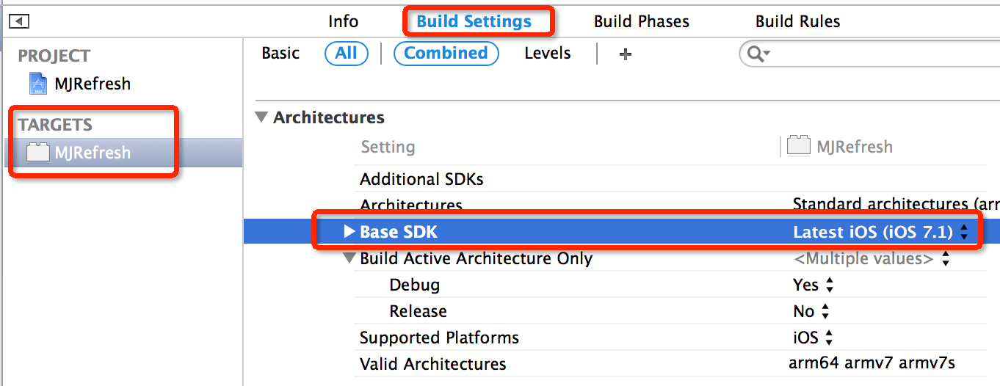 Info Build Settings Build Phases Build Rules
PROJECT
Basic All Combined Levels
MJRefresh
TARGETS
MJRefresh
Architectures
Setting MJRefresh
Additional SDKs
Architectures Standard architectures (arm
Base SDK Latest iOS (iOS 7.1)
Build Active Architecture Only <Multiple values>
Debug Yes
Release No
Supported Platforms iOS
Valid Architectures arm64 armv7 armv7s